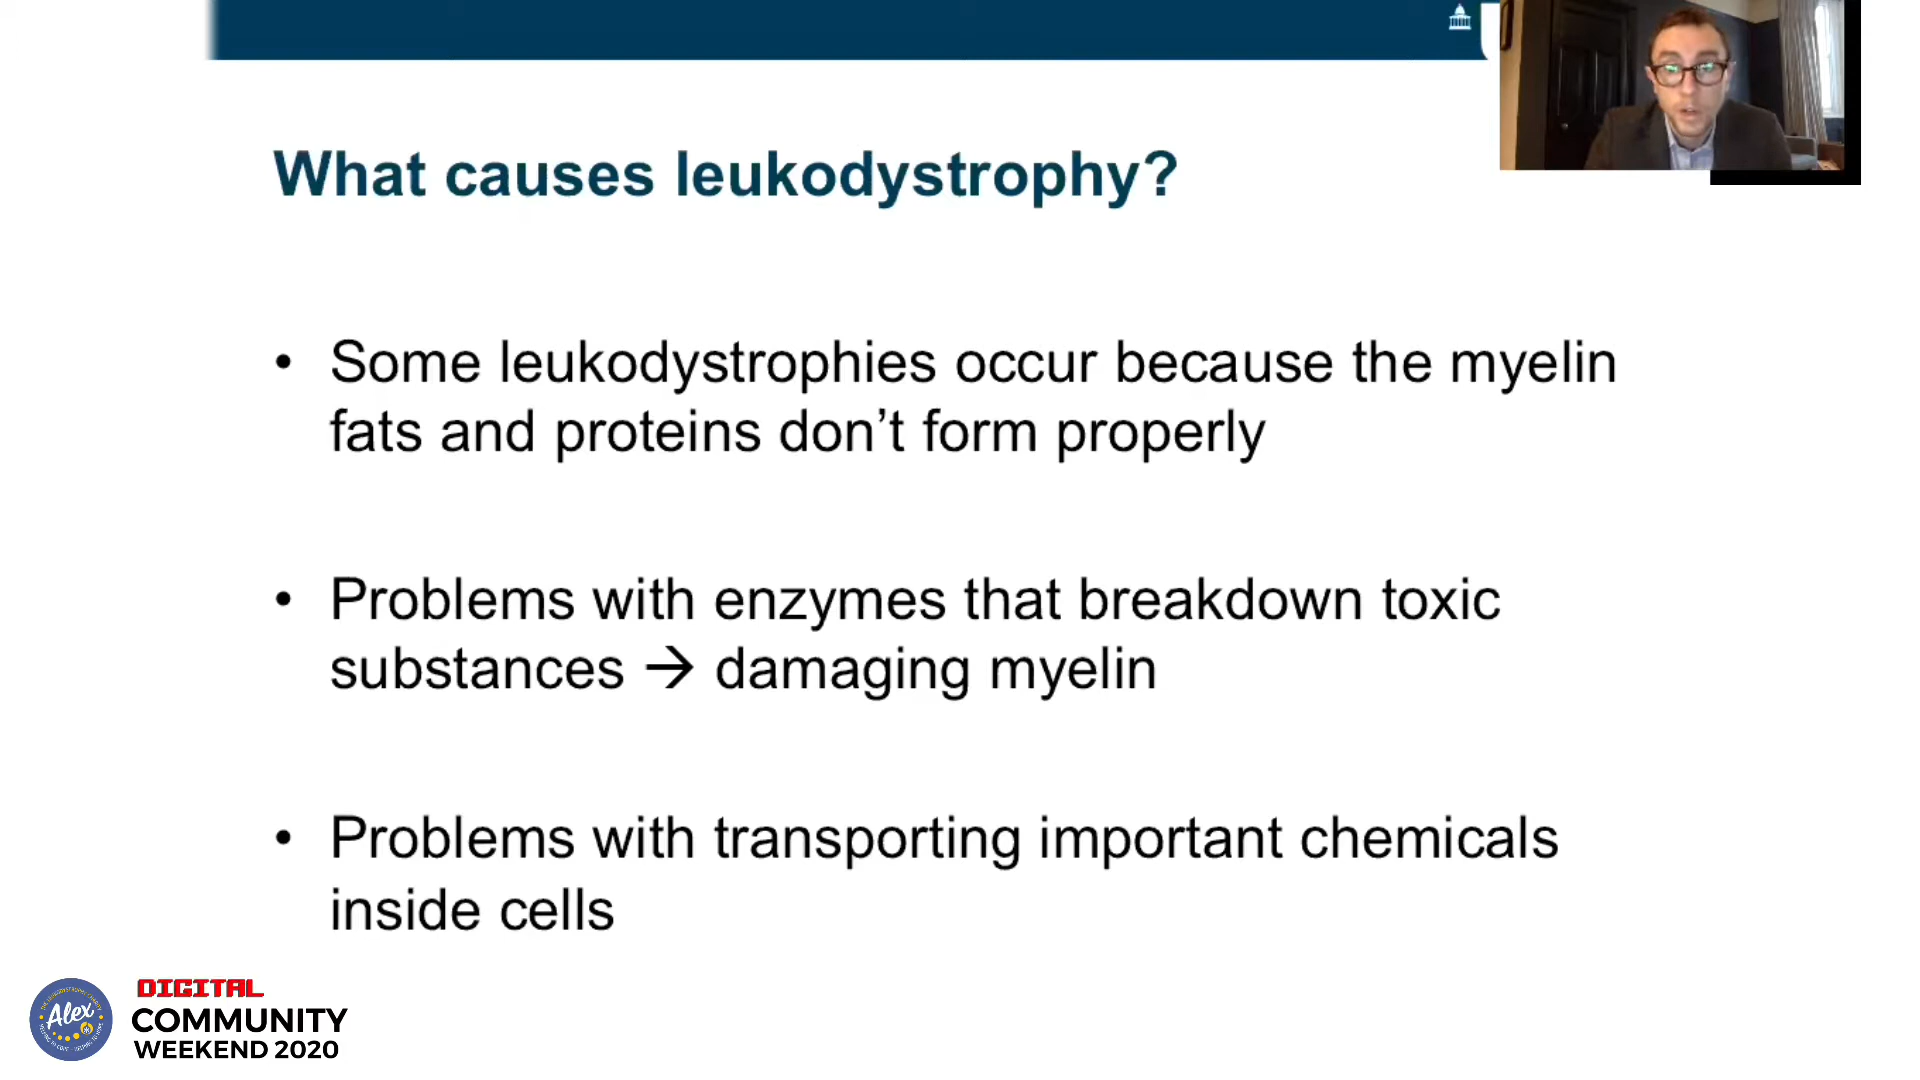 What causes leukodystrophy?
• Some leukodystrophies occur because the myelin
fats and proteins don’t form properly
• Problems with enzymes that breakdown toxic
substances → damaging myelin
• Problems with transporting important chemicals
inside cells
Alex
DIGITAL
COMMUNITY
WEEKEND 2020